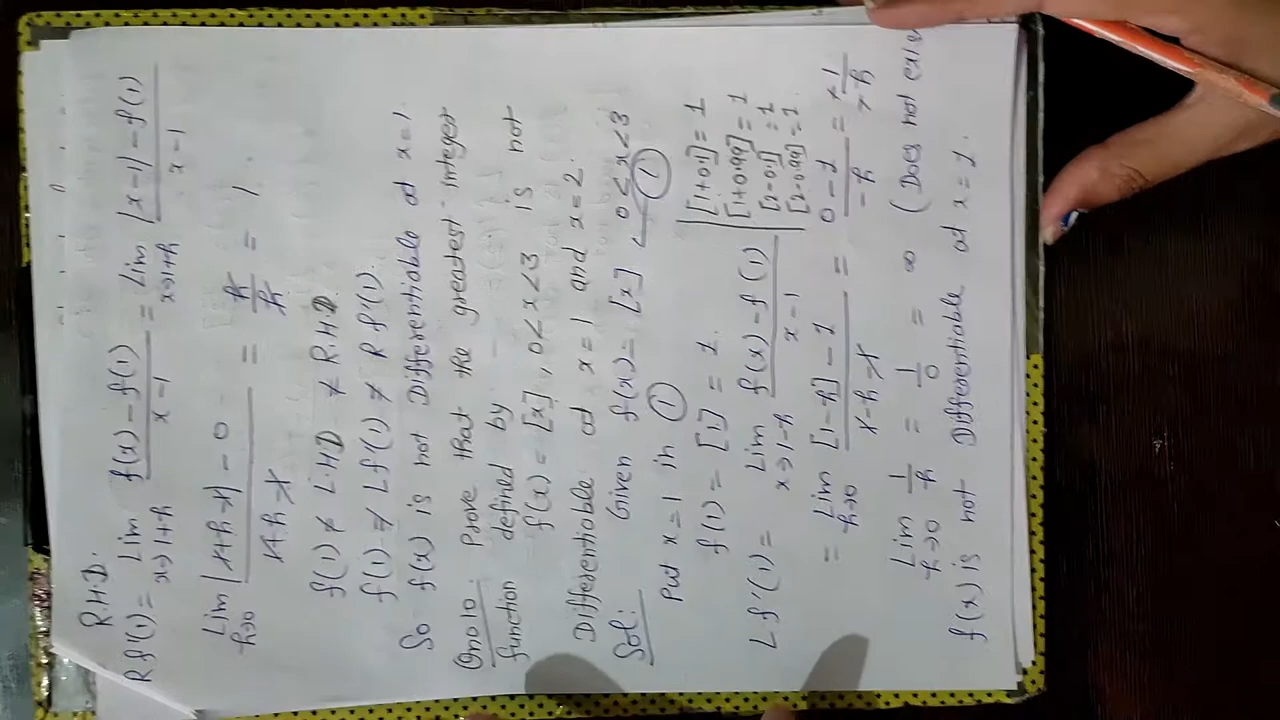 R.H.D.
Rf'(1) = Lim x→1+h f(x) - f(1) / x - 1 = Lim x→1+h |x - 1| - f(1) / x - 1
Lim h→0 |1+h-1| - 0 / 1+h-1 = h/h = 1.
f(1) ≠ L.H.D ≠ R.H.D.
f'(1) ≠ Lf'(1) ≠ Rf'(1).
So f(x) is not Differentiable at x=1.
Qno10. Prove that the greatest integer
function defined by is not
f(x) = [x], 0<x<3
Differentiable at x=1 and x=2.
Sol: Given f(x) = [x], 0<x<3 ①
Put x=1 in ①
f(1) = [1] = 1.
[1+0.1] = 1
[1+0.99] = 1
[2-0.1] = 1
[2-0.99] = 1.
Lf'(1) = Lim x→1-h f(x) - f(1) / x - 1
= Lim h→0 [1-h] - 1 / 1-h-1 = 0-1 / -h = +1 / +h
Lim h→0 1/h = 1/0 = ∞ (Does not
f(x) is not Differentiable at x=1.